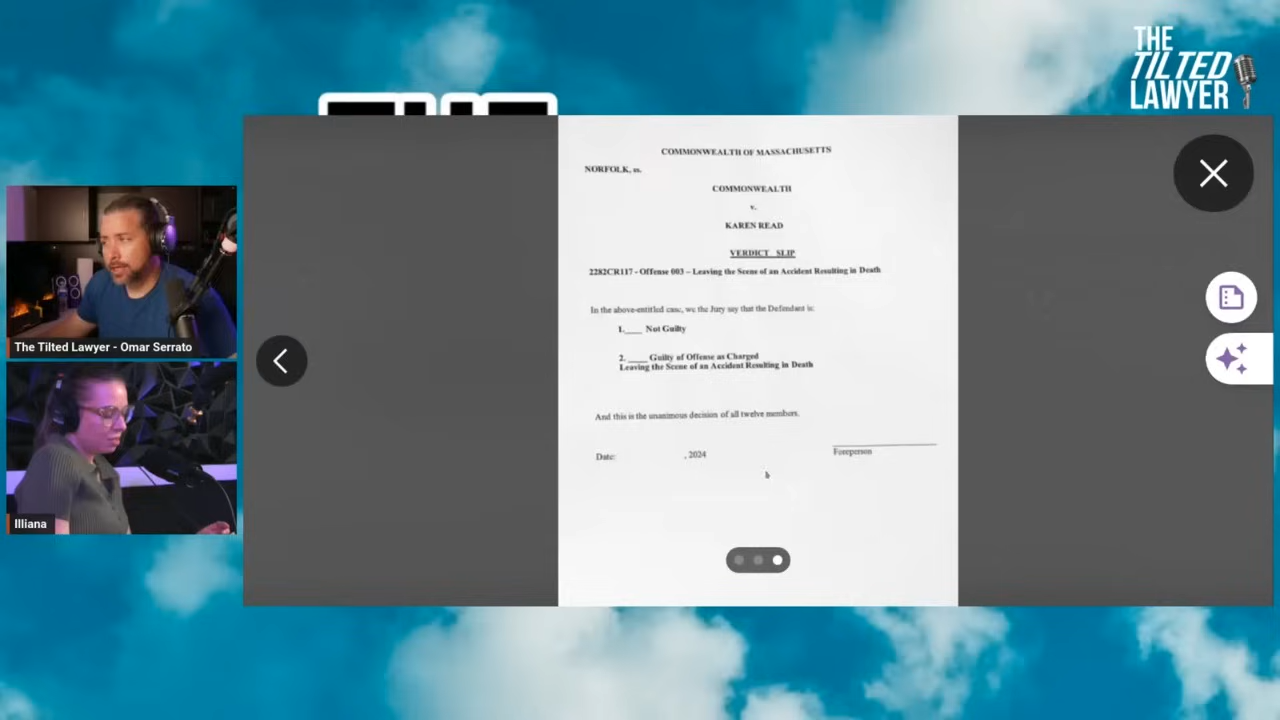 THE
TILTED
LAWYER
COMMONWEALTH OF MASSACHUSETTS
NORFOLK, ss.
COMMONWEALTH
v.
KAREN READ
VERDICT SLIP
2282CR117 - Offense 003 – Leaving the Scene of an Accident Resulting in Death
In the above-entitled case, we the Jury say that the Defendant is:
1.____ Not Guilty
2. ____ Guilty of Offense as Charged
Leaving the Scene of an Accident Resulting in Death
And this is the unanimous decision of all twelve members.
Date: , 2024
Foreperson
The Tilted Lawyer - Omar Serrato
Illiana